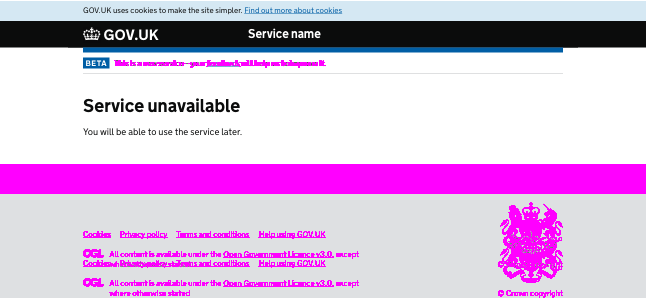 GOV.UK uses cookies to make the site simpler. Find out more about cookies
GOV.UK Service name
BETA This is a new service – your feedback will help us to improve it.
Service unavailable
You will be able to use the service later.
Cookies Privacy policy Terms and conditions Help using GOV.UK
OGL All content is available under the Open Government Licence v3.0, except
Cookies Privacy policy Terms and conditions Help using GOV.UK
OGL All content is available under the Open Government Licence v3.0, except
where otherwise stated
© Crown copyright